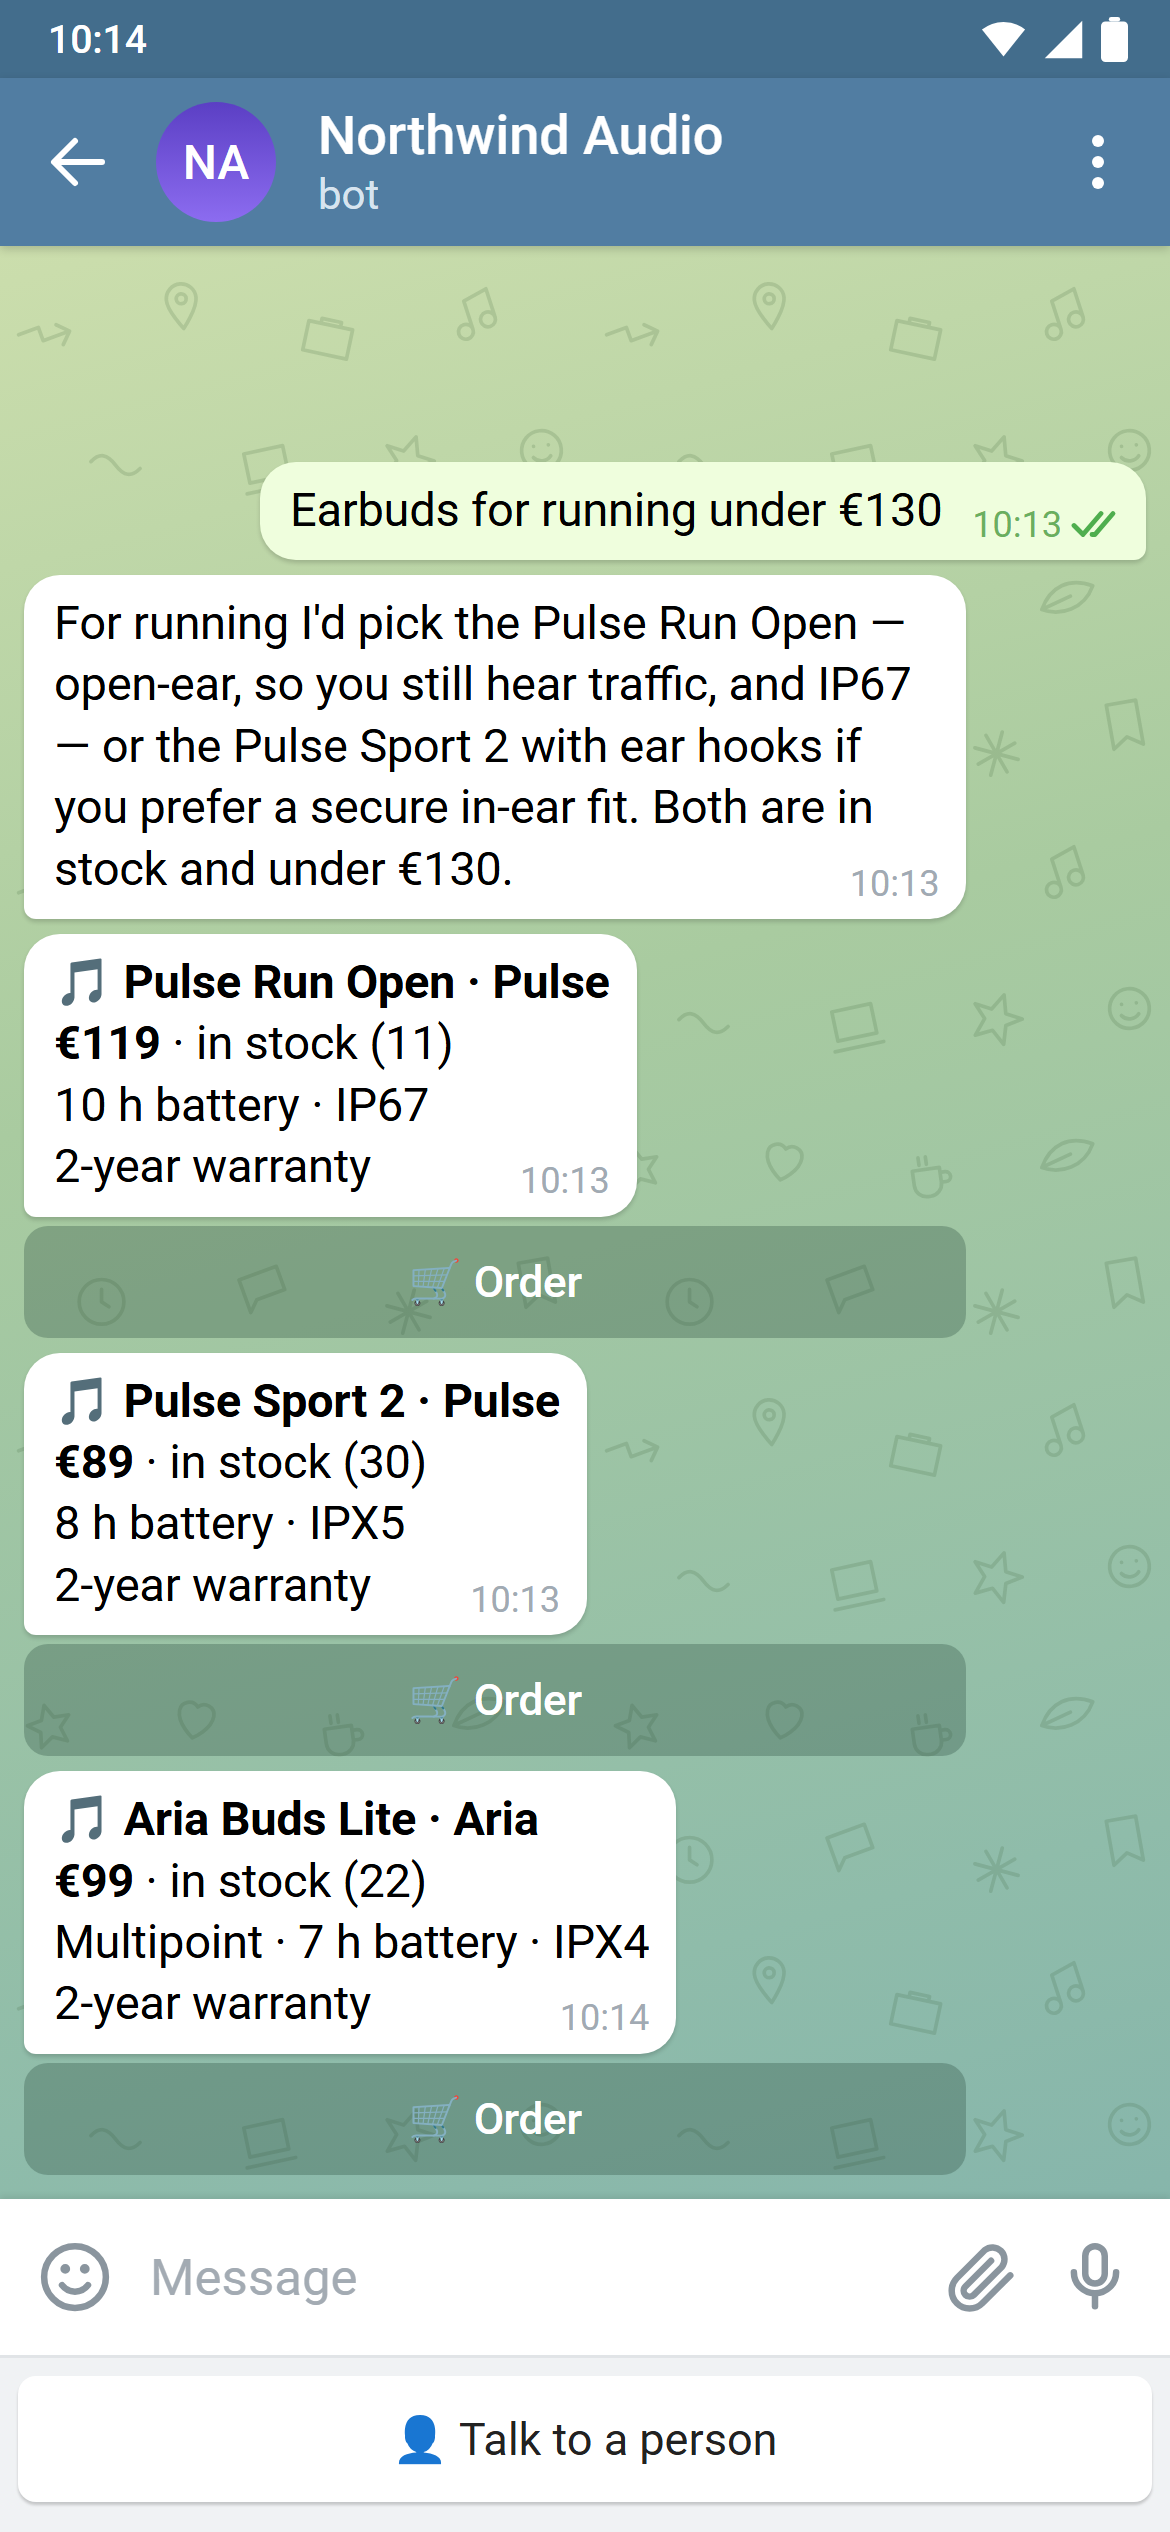 10:14
NA
Northwind Audio
bot
Earbuds for running under €130
10:13
For running I'd pick the Pulse Run Open —
open-ear, so you still hear traffic, and IP67
— or the Pulse Sport 2 with ear hooks if
you prefer a secure in-ear fit. Both are in
stock and under €130.
10:13
🎵 Pulse Run Open · Pulse
€119 · in stock (11)
10 h battery · IP67
2-year warranty
10:13
🛒 Order
🎵 Pulse Sport 2 · Pulse
€89 · in stock (30)
8 h battery · IPX5
2-year warranty
10:13
🛒 Order
🎵 Aria Buds Lite · Aria
€99 · in stock (22)
Multipoint · 7 h battery · IPX4
2-year warranty
10:14
🛒 Order
Message
👤 Talk to a person